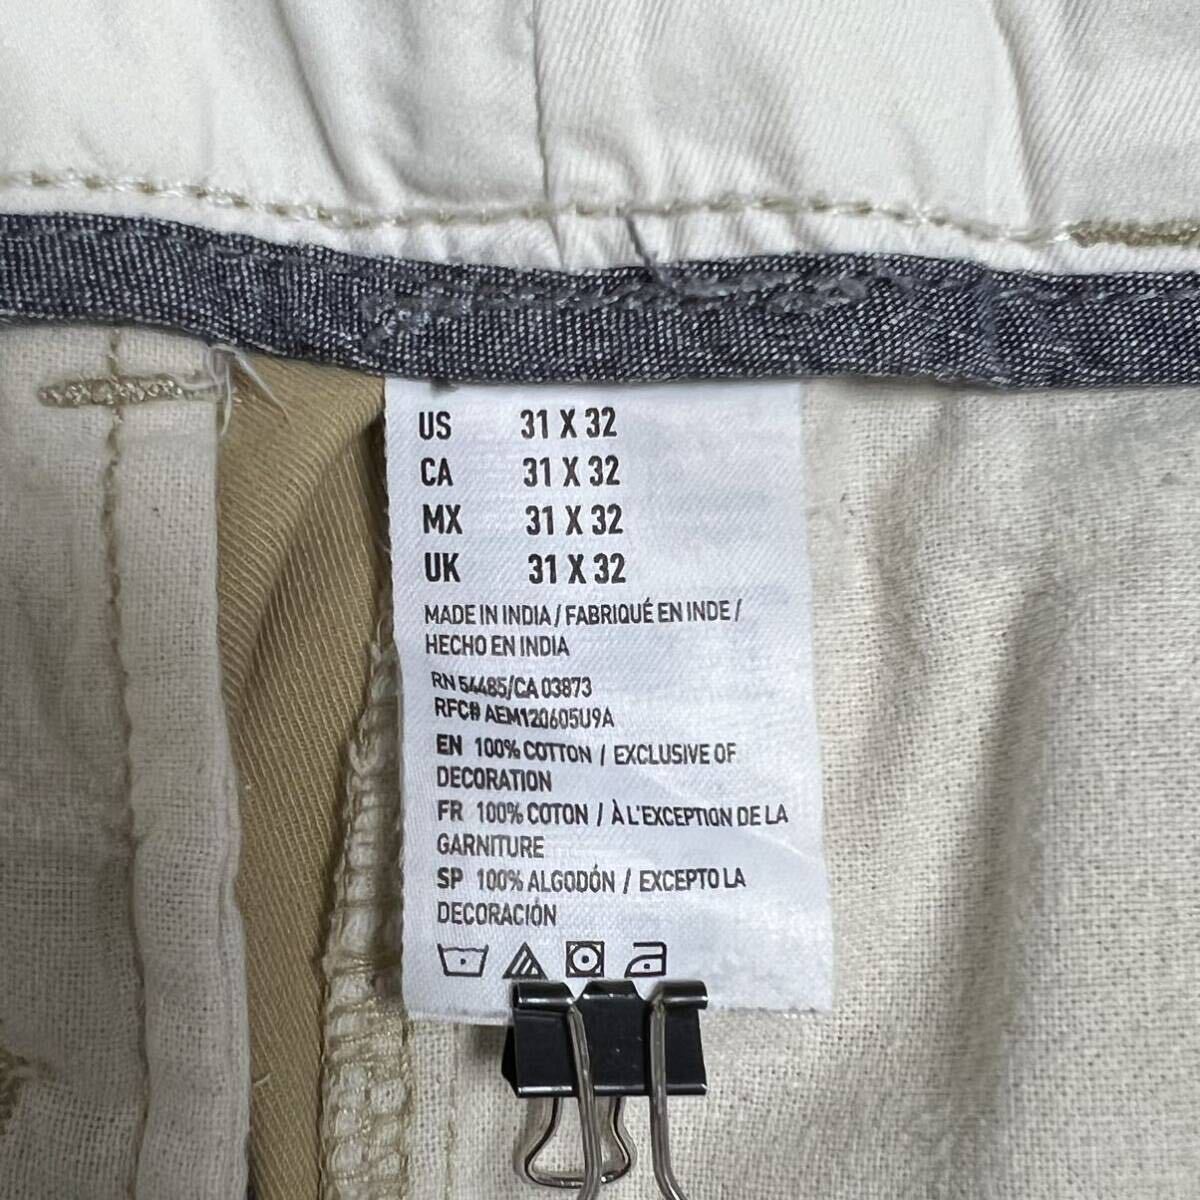 US 31 X 32
CA 31 X 32
MX 31 X 32
UK 31 X 32
MADE IN INDIA / FABRIQUÉ EN INDE /
HECHO EN INDIA
RN 54485/CA 03873
RFC# AEM120605U9A
EN 100% COTTON / EXCLUSIVE OF
DECORATION
FR 100% COTON / À L'EXCEPTION DE LA
GARNITURE
SP 100% ALGODÓN / EXCEPTO LA
DECORACIÓN